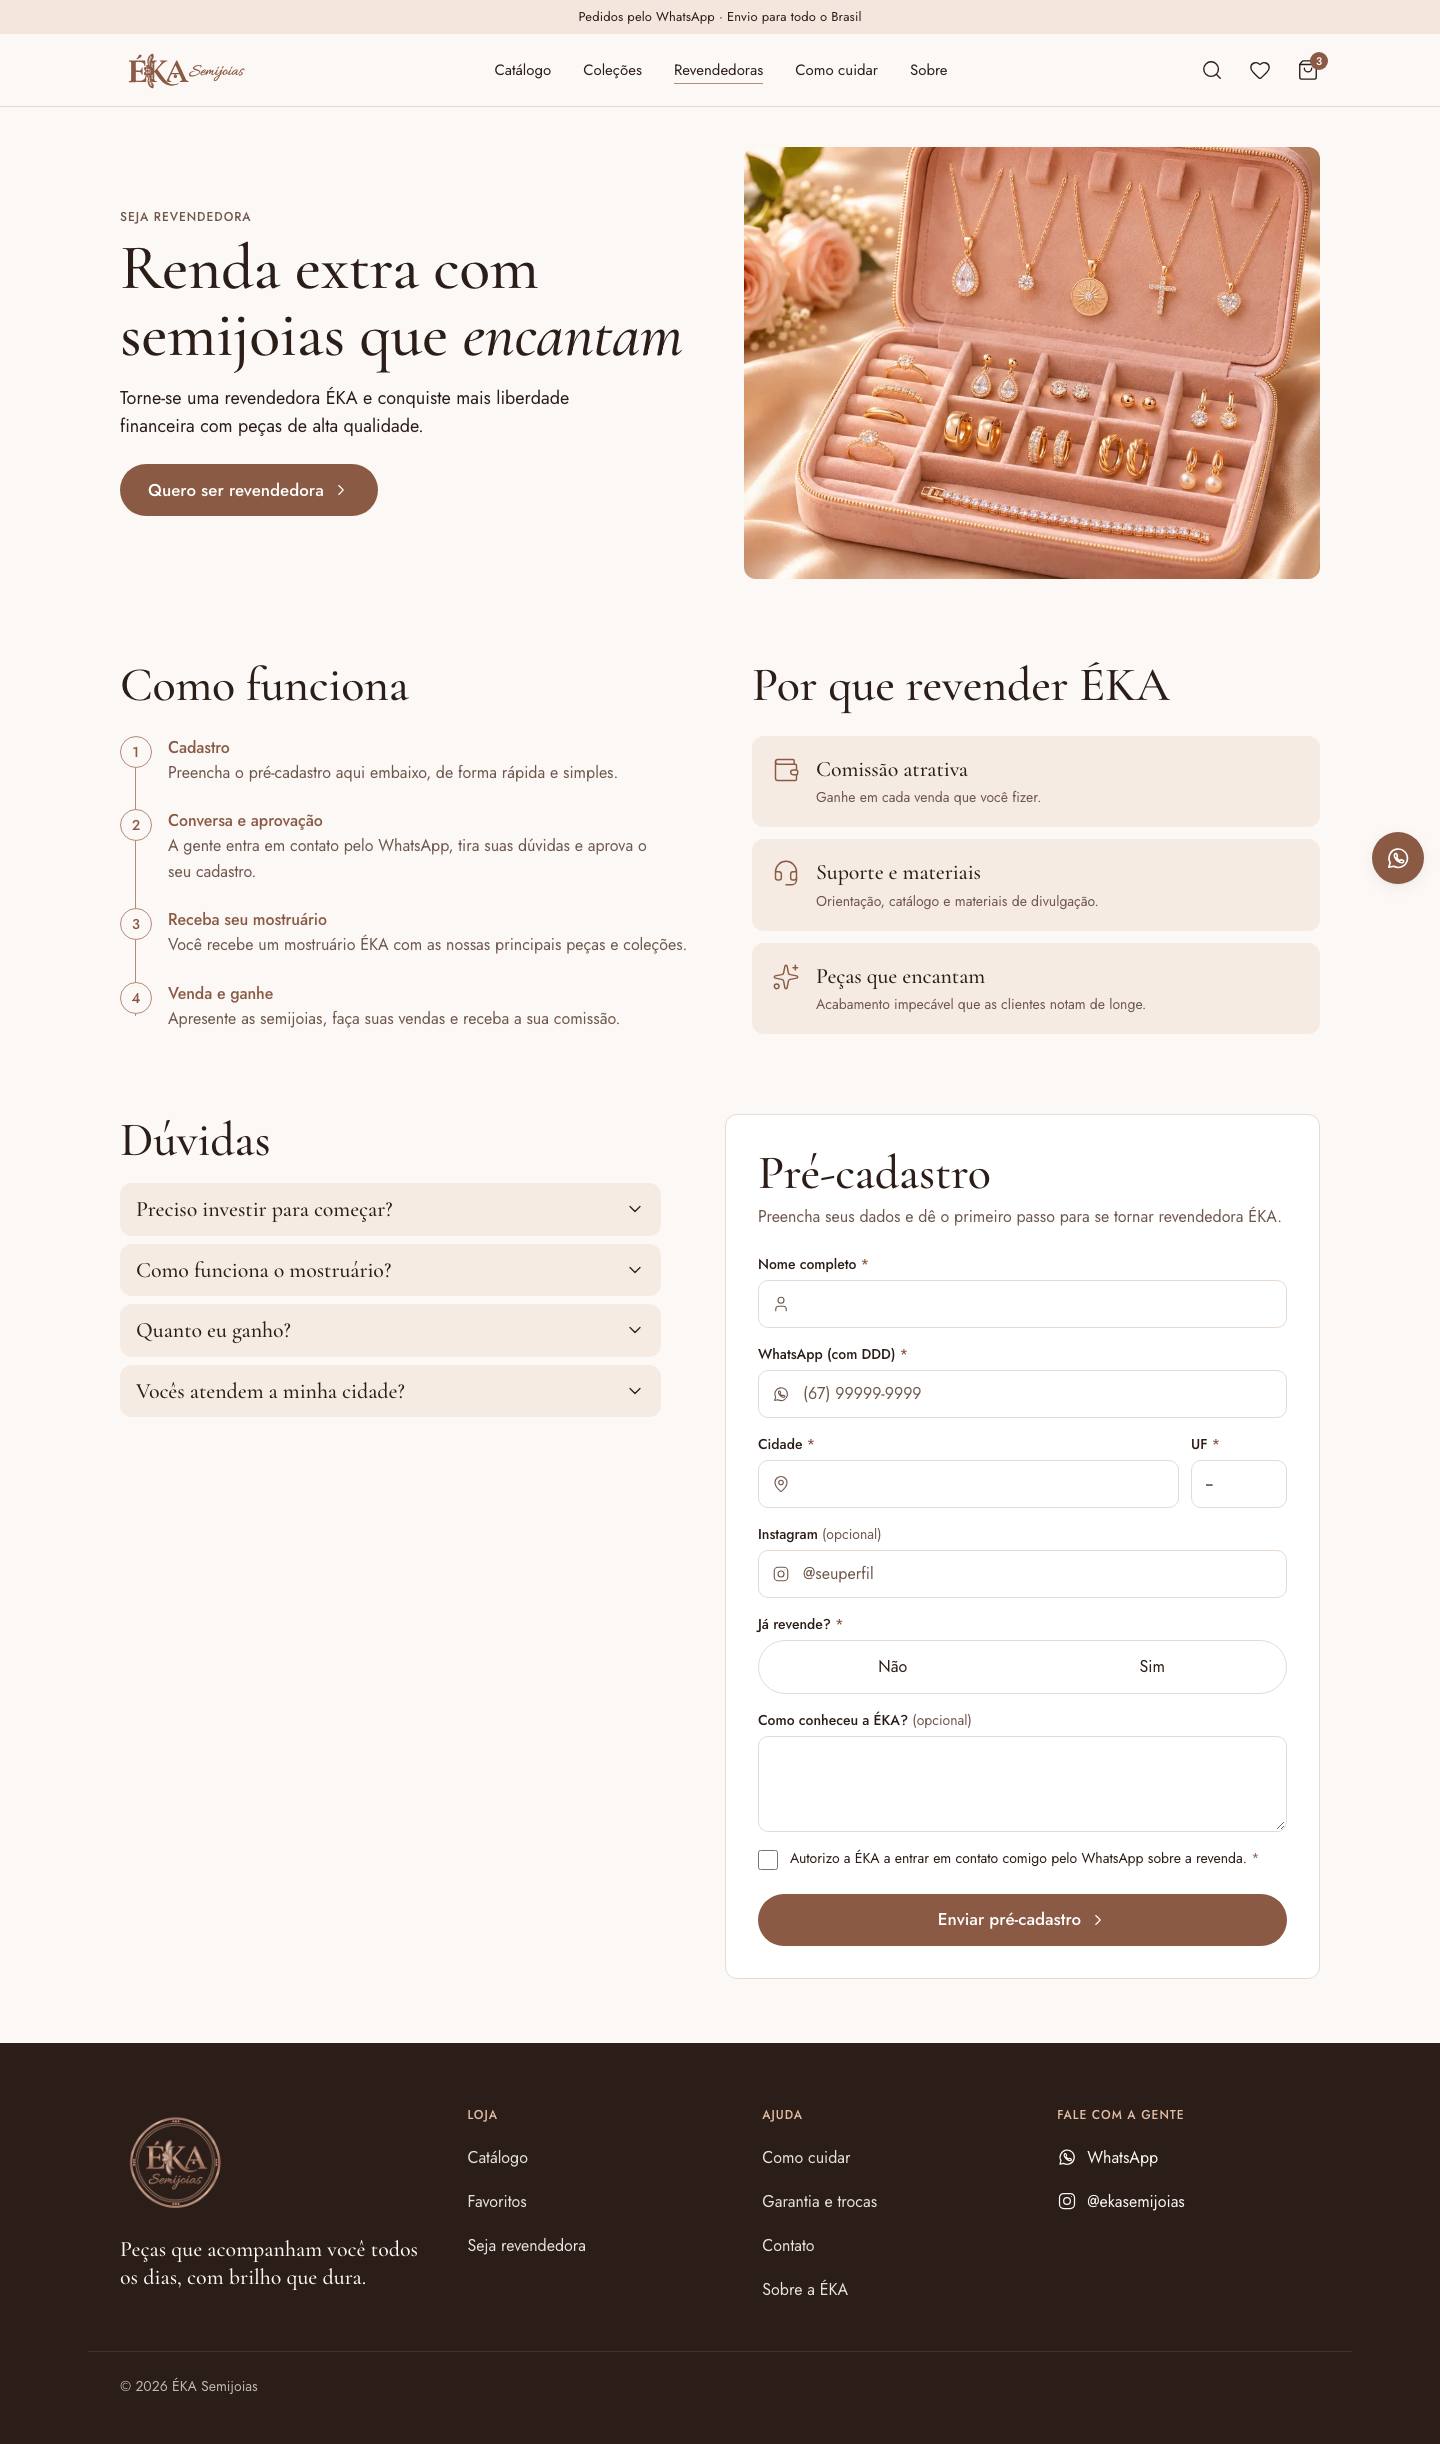 Pedidos pelo WhatsApp · Envio para todo o Brasil
ÉKA Semijoias
Catálogo
Coleções
Revendedoras
Como cuidar
Sobre
3
SEJA REVENDEDORA
Renda extra com
semijoias que encantam
Torne-se uma revendedora ÉKA e conquiste mais liberdade
financeira com peças de alta qualidade.
Quero ser revendedora
Como funciona
1
Cadastro
Preencha o pré-cadastro aqui embaixo, de forma rápida e simples.
2
Conversa e aprovação
A gente entra em contato pelo WhatsApp, tira suas dúvidas e aprova o
seu cadastro.
3
Receba seu mostruário
Você recebe um mostruário ÉKA com as nossas principais peças e coleções.
4
Venda e ganhe
Apresente as semijoias, faça suas vendas e receba a sua comissão.
Por que revender ÉKA
Comissão atrativa
Ganhe em cada venda que você fizer.
Suporte e materiais
Orientação, catálogo e materiais de divulgação.
Peças que encantam
Acabamento impecável que as clientes notam de longe.
Dúvidas
Preciso investir para começar?
Como funciona o mostruário?
Quanto eu ganho?
Vocês atendem a minha cidade?
Pré-cadastro
Preencha seus dados e dê o primeiro passo para se tornar revendedora ÉKA.
Nome completo *
WhatsApp (com DDD) *
(67) 99999-9999
Cidade *
UF *
–
Instagram (opcional)
@seuperfil
Já revende? *
Não
Sim
Como conheceu a ÉKA? (opcional)
Autorizo a ÉKA a entrar em contato comigo pelo WhatsApp sobre a revenda. *
Enviar pré-cadastro
ÉKA
Semijoias
Peças que acompanham você todos
os dias, com brilho que dura.
LOJA
Catálogo
Favoritos
Seja revendedora
AJUDA
Como cuidar
Garantia e trocas
Contato
Sobre a ÉKA
FALE COM A GENTE
WhatsApp
@ekasemijoias
© 2026 ÉKA Semijoias